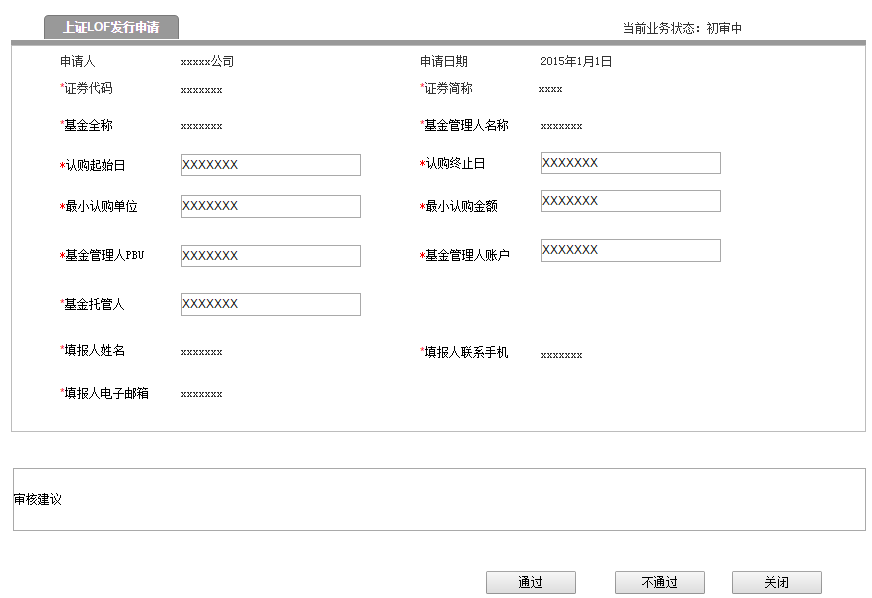 上证LOF发行申请 当前业务状态：初审中
申请人 xxxxx公司 申请日期 2015年1月1日
*证券代码 xxxxxxx *证券简称 xxxx
*基金全称 xxxxxxx *基金管理人名称 xxxxxxx
*认购起始日 XXXXXXX *认购终止日 XXXXXXX
*最小认购单位 XXXXXXX *最小认购金额 XXXXXXX
*基金管理人PBU XXXXXXX *基金管理人账户 XXXXXXX
*基金托管人 XXXXXXX
*填报人姓名 xxxxxxx *填报人联系手机 xxxxxxx
*填报人电子邮箱 xxxxxxx
审核建议
通过 不通过 关闭